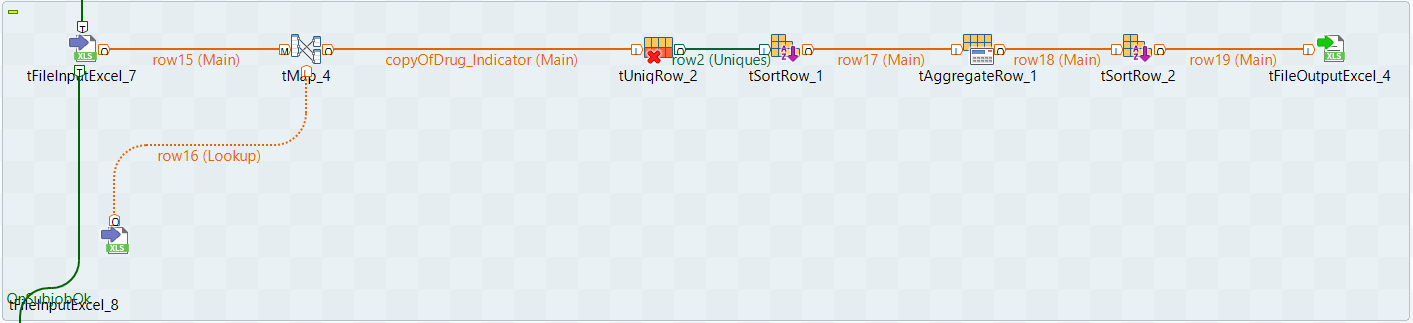 row15 (Main)
copyOfDrug_Indicator (Main)
row2 (Uniques)
row17 (Main)
row18 (Main)
row19 (Main)
tFileInputExcel_7
tMap_4
tUniqRow_2
tSortRow_1
tAggregateRow_1
tSortRow_2
tFileOutputExcel_4
row16 (Lookup)
OnSubjobOk
tFileInputExcel_8